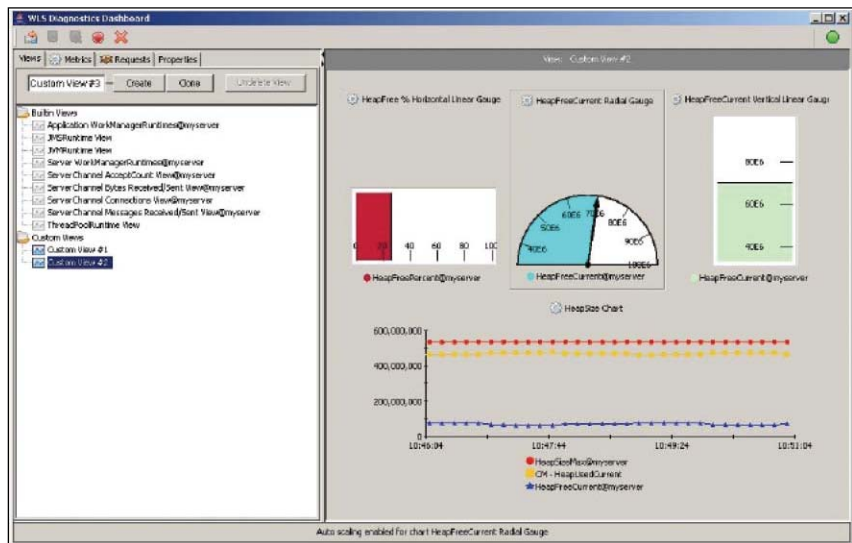 WLS Diagnostics Dashboard
Views Metrics Requests Properties
View: Custom View #2
Custom View #3 Create Clone Undelete View
Builtin Views
Application WorkManagerRuntimes@myserver
JMSRuntime View
JVMRuntime View
Server WorkManagerRuntimes@myserver
ServerChannel AcceptCount View@myserver
ServerChannel Bytes Received/Sent View@myserver
ServerChannel Connections View@myserver
ServerChannel Messages Received/Sent View@myserver
ThreadPoolRuntime View
Custom Views
Custom View #1
Custom View #2
HeapFree % Horizontal Linear Gauge
0 20 40 60 80 100
HeapFreePercent@myserver
HeapFreeCurrent Radial Gauge
40E6 50E6 60E6 70E6 80E6 90E6 100E6
HeapFreeCurrent@myserver
HeapFreeCurrent Vertical Linear Gaug
80E6
60E6
40E6
HeapFreeCurrent@myserver
HeapSize Chart
600,000,000
400,000,000
200,000,000
0
10:46:04 10:47:44 10:49:24 10:51:04
HeapSizeMax@myserver
CM - HeapUsedCurrent
HeapFreeCurrent@myserver
Auto scaling enabled for chart HeapFreeCurrent Radial Gauge